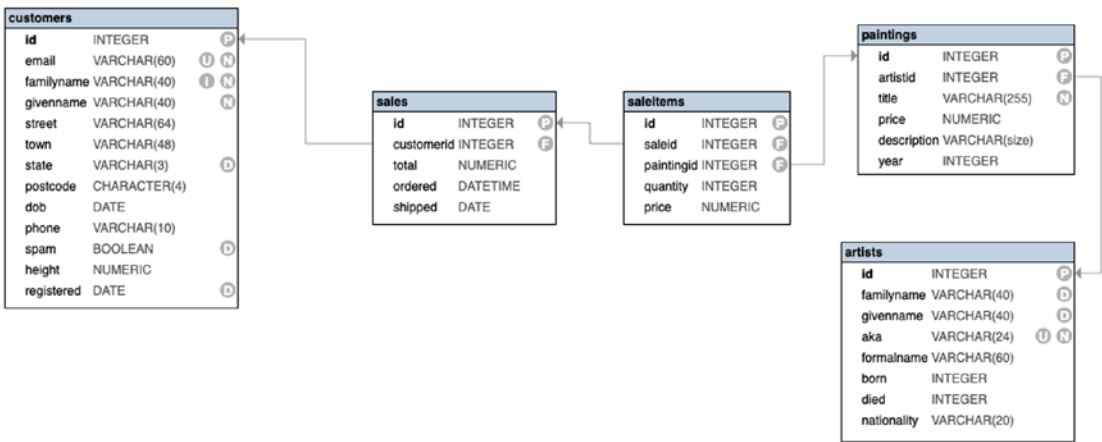 customers
id INTEGER P
email VARCHAR(60) U N
familyname VARCHAR(40) I N
givenname VARCHAR(40) N
street VARCHAR(64)
town VARCHAR(48)
state VARCHAR(3) D
postcode CHARACTER(4)
dob DATE
phone VARCHAR(10)
spam BOOLEAN D
height NUMERIC
registered DATE D
sales
id INTEGER P
customerid INTEGER F
total NUMERIC
ordered DATETIME
shipped DATE
saleitems
id INTEGER P
saleid INTEGER
paintingid INTEGER F
quantity INTEGER
price NUMERIC
paintings
id INTEGER P
artistid INTEGER F
title VARCHAR(255) N
price NUMERIC
description VARCHAR(size)
year INTEGER
artists
id INTEGER P
familyname VARCHAR(40) D
givenname VARCHAR(40) D
aka VARCHAR(24) U N
formalname VARCHAR(60)
born INTEGER
died INTEGER
nationality VARCHAR(20)